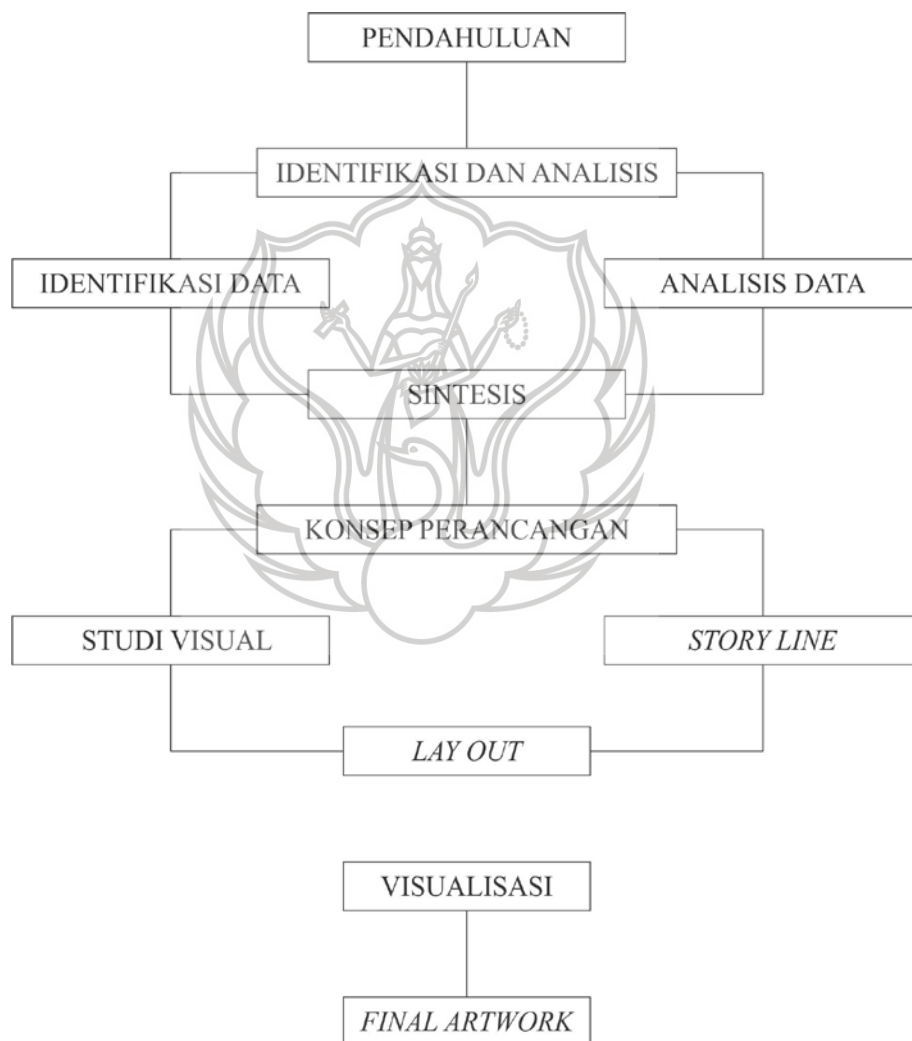 PENDAHULUAN
IDENTIFIKASI DAN ANALISIS
IDENTIFIKASI DATA
ANALISIS DATA
SINTESIS
KONSEP PERANCANGAN
STUDI VISUAL
STORY LINE
LAY OUT
VISUALISASI
FINAL ARTWORK